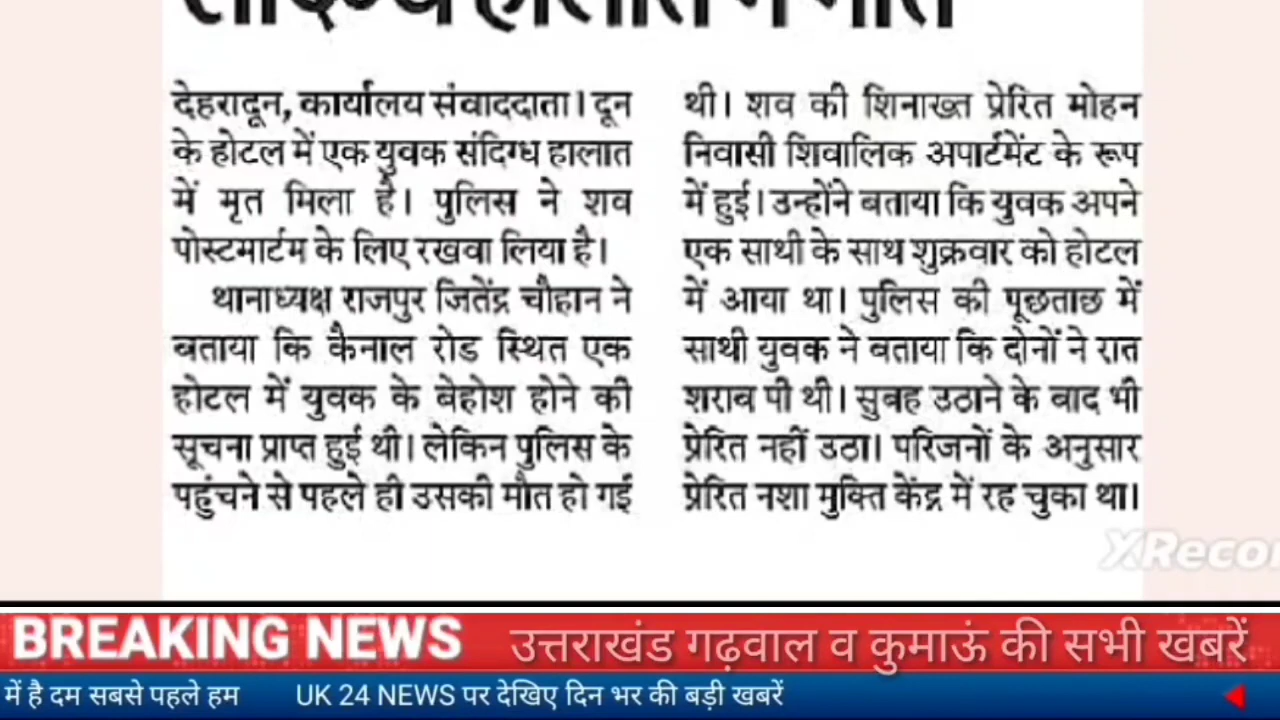 देहरादून, कार्यालय संवाददाता। दून
के होटल में एक युवक संदिग्ध हालात
में मृत मिला है। पुलिस ने शव
पोस्टमार्टम के लिए रखवा लिया है।
थानाध्यक्ष राजपुर जितेंद्र चौहान ने
बताया कि कैनाल रोड स्थित एक
होटल में युवक के बेहोश होने की
सूचना प्राप्त हुई थी। लेकिन पुलिस के
पहुंचने से पहले ही उसकी मौत हो गई
थी। शव की शिनाख्त प्रेरित मोहन
निवासी शिवालिक अपार्टमेंट के रूप
में हुई। उन्होंने बताया कि युवक अपने
एक साथी के साथ शुक्रवार को होटल
में आया था। पुलिस की पूछताछ में
साथी युवक ने बताया कि दोनों ने रात
शराब पी थी। सुबह उठाने के बाद भी
प्रेरित नहीं उठा। परिजनों के अनुसार
प्रेरित नशा मुक्ति केंद्र में रह चुका था।
XRecor
BREAKING NEWS उत्तराखंड गढ़वाल व कुमाऊं की सभी खबरें
में है दम सबसे पहले हम UK 24 NEWS पर देखिए दिन भर की बड़ी खबरें